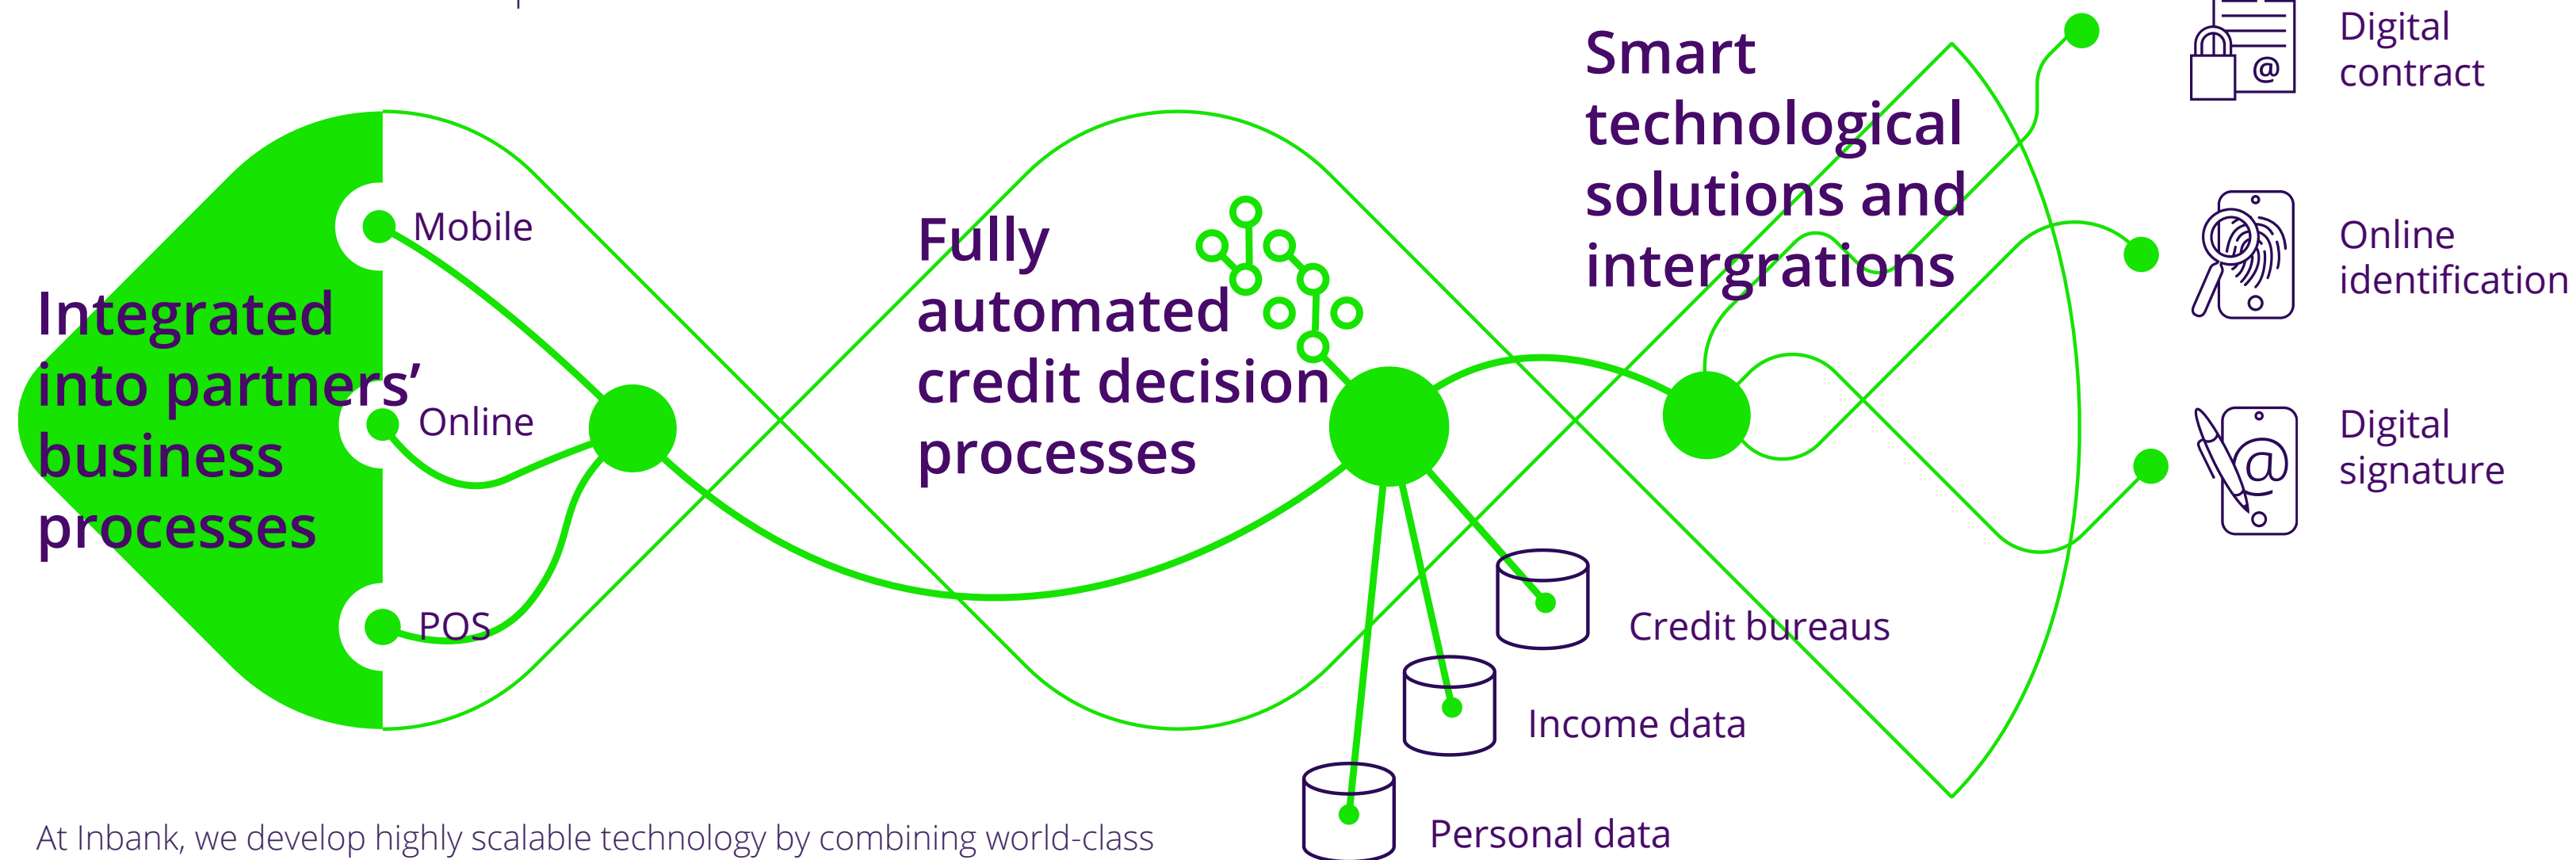 Integrated
into partners’
business
processes
Mobile
Online
POS
Fully
automated
credit decision
processes
Smart
technological
solutions and
intergrations
Digital
contract
@
Online
identification
Digital
signature
@
Credit bureaus
Income data
Personal data
At Inbank, we develop highly scalable technology by combining world-class